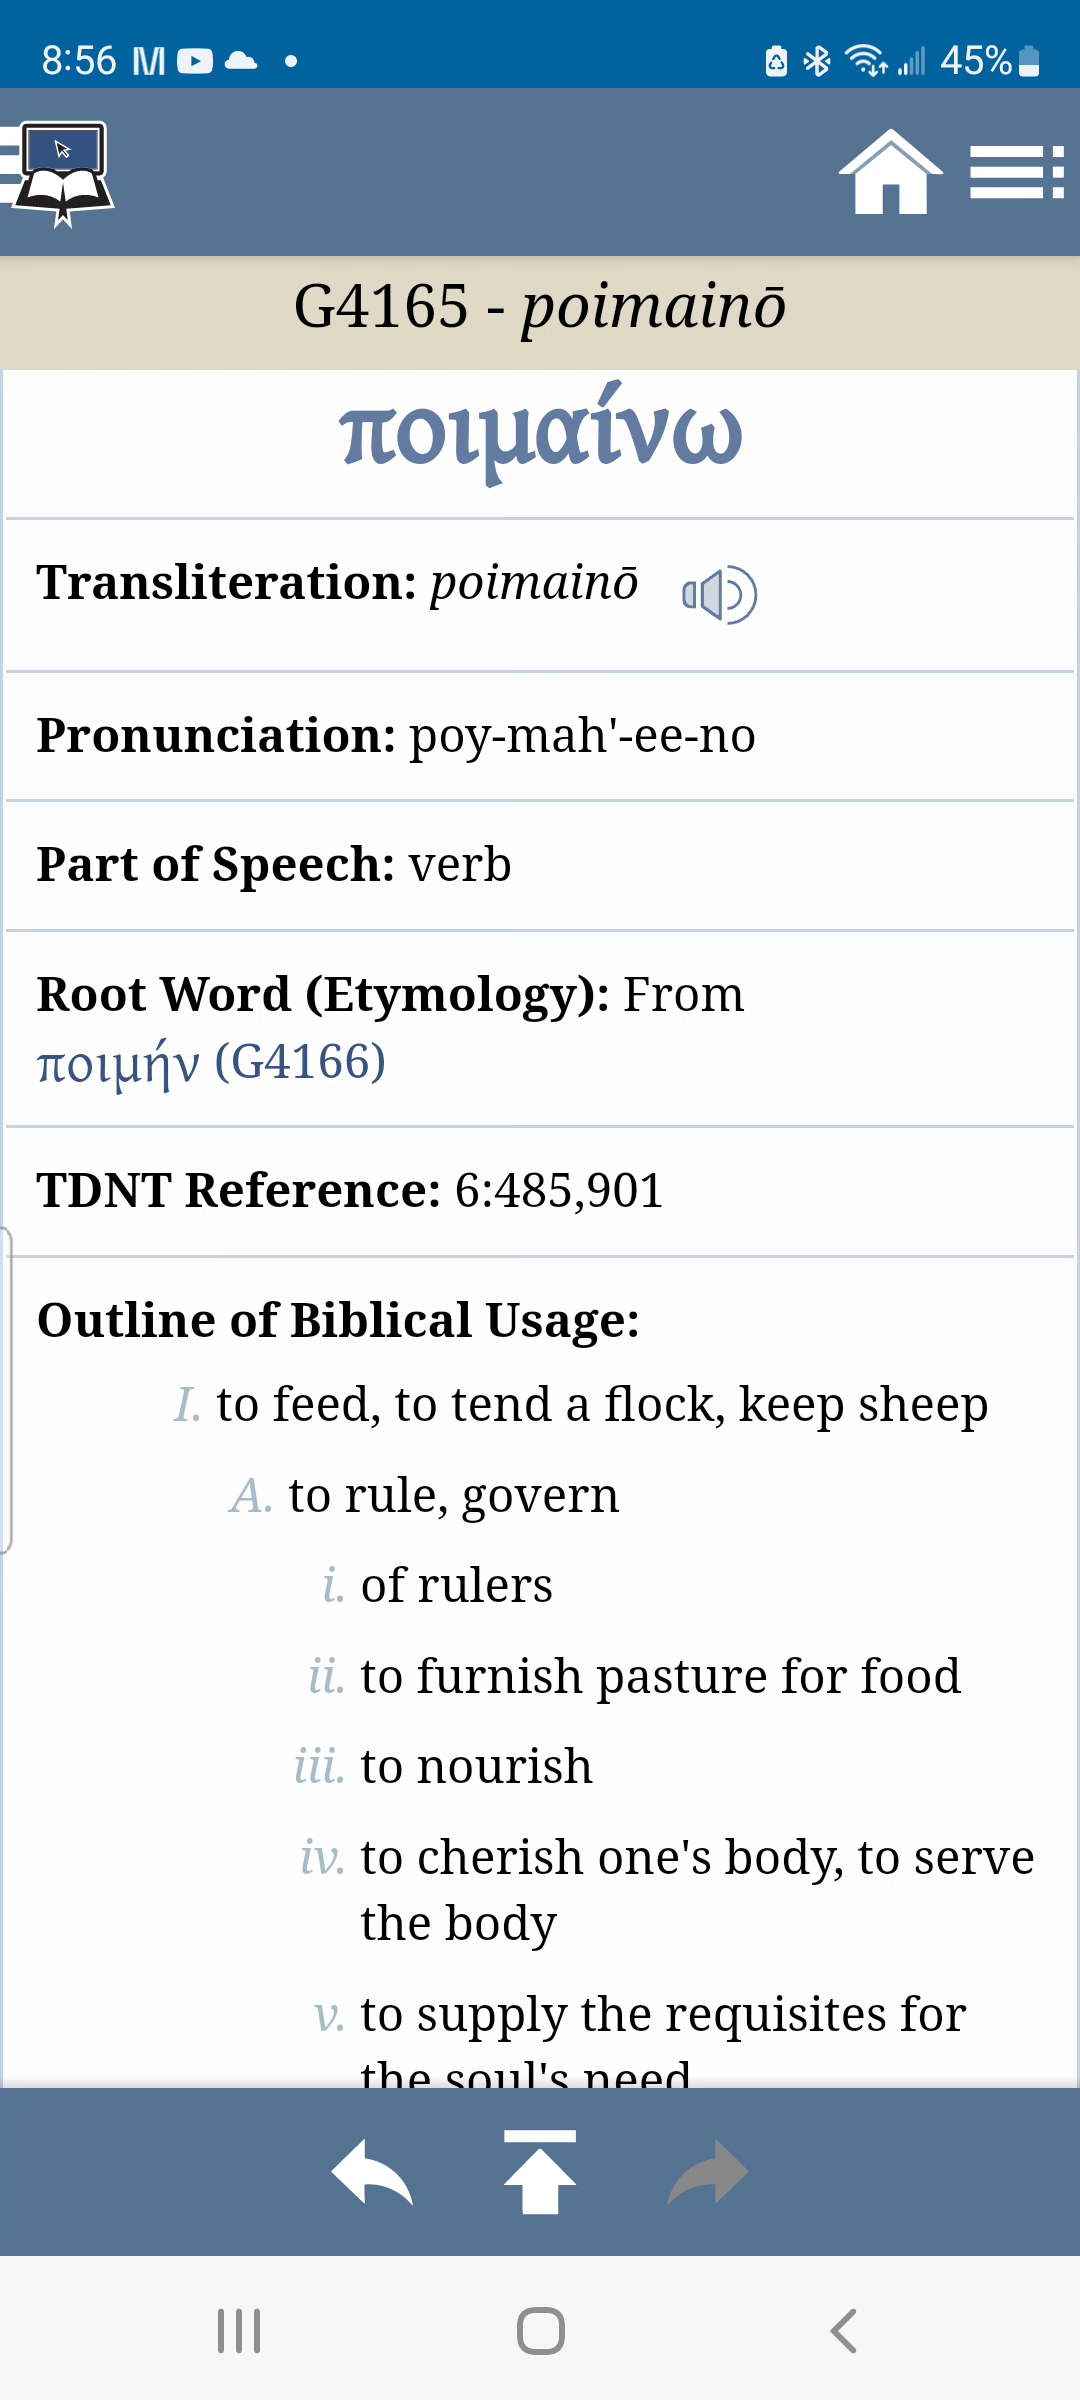 8:56
45%
G4165 - poimainō
ποιμαίνω
Transliteration: poimainō
Pronunciation: poy-mah'-ee-no
Part of Speech: verb
Root Word (Etymology): From
ποιμήν (G4166)
TDNT Reference: 6:485,901
Outline of Biblical Usage:
I. to feed, to tend a flock, keep sheep
A. to rule, govern
i. of rulers
ii. to furnish pasture for food
iii. to nourish
iv. to cherish one's body, to serve
the body
v. to supply the requisites for
the soul's need